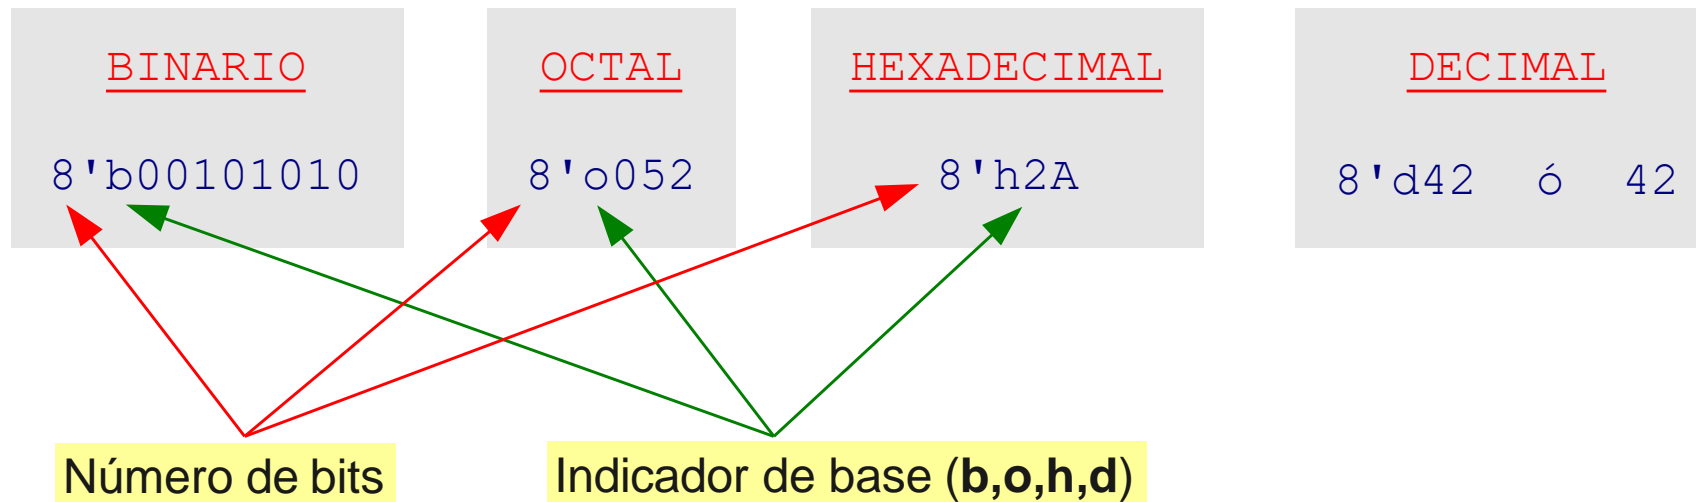 BINARIO
8'b00101010
OCTAL
8'o052
HEXADECIMAL
8'h2A
DECIMAL
8'd42 ó 42
Número de bits
Indicador de base (b,o,h,d)